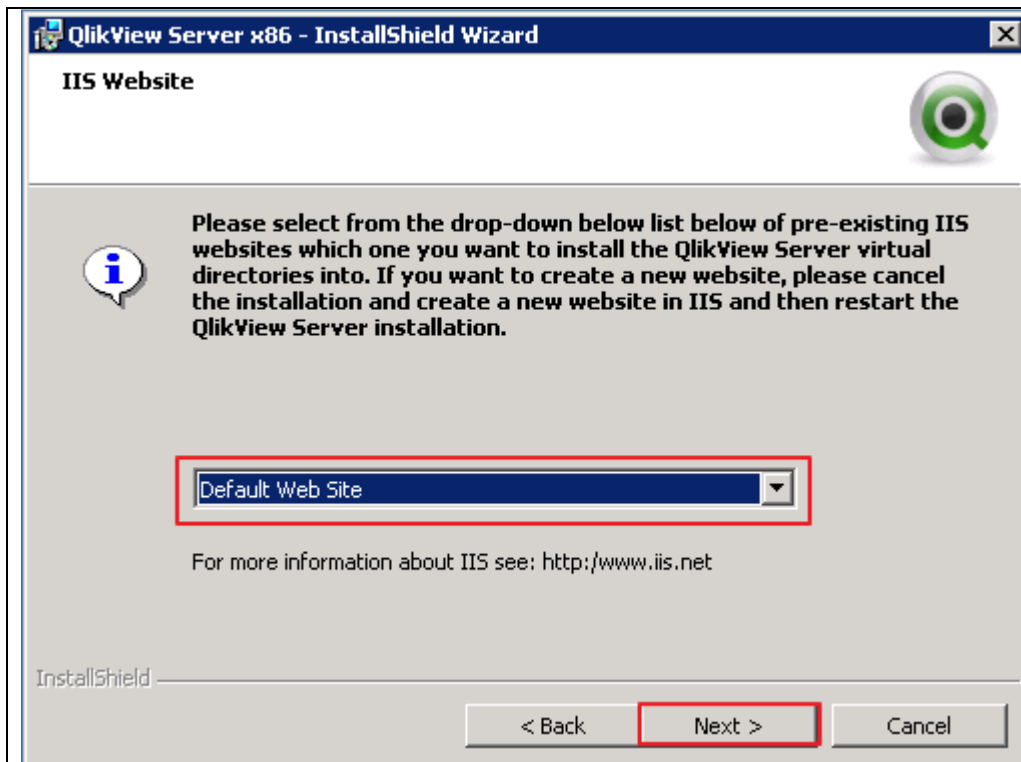 QlikView Server x86 - InstallShield Wizard
IIS Website
Please select from the drop-down below list below of pre-existing IIS
websites which one you want to install the QlikView Server virtual
directories into. If you want to create a new website, please cancel
the installation and create a new website in IIS and then restart the
QlikView Server installation.
Default Web Site
For more information about IIS see: http:/www.iis.net
InstallShield
< Back
Next >
Cancel